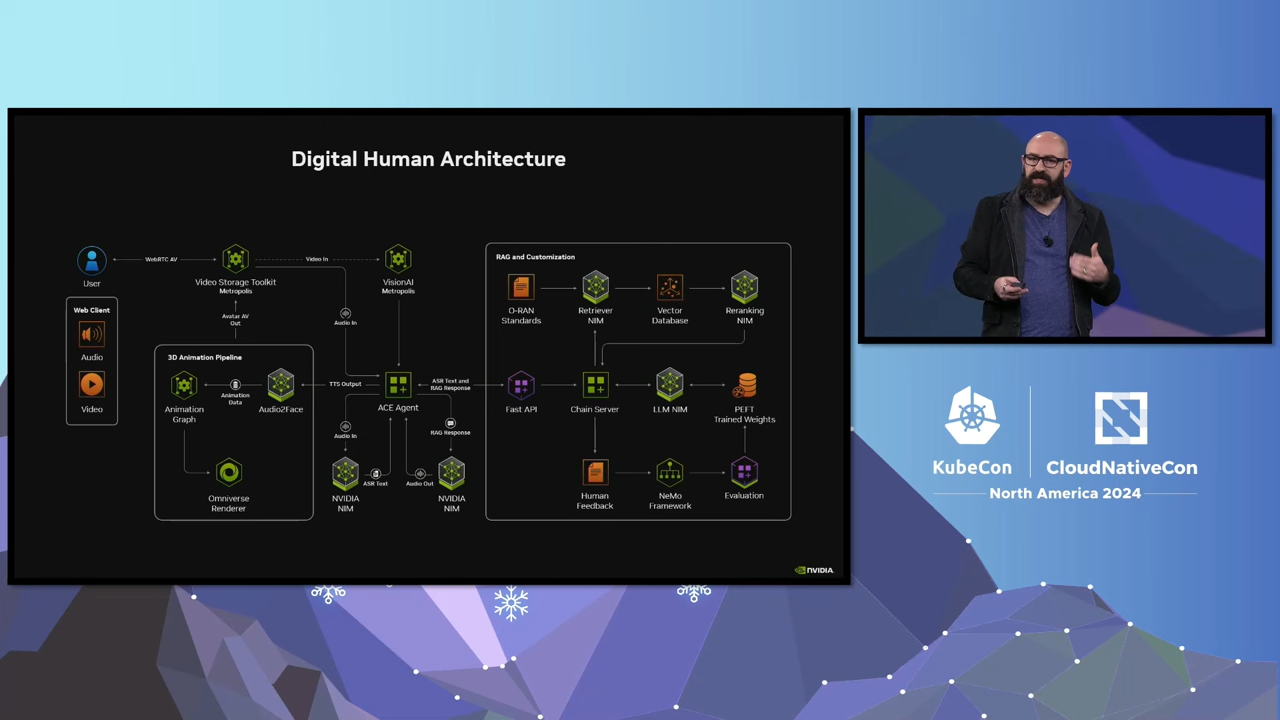 Digital Human Architecture
User
WebRTC AV
Video Storage Toolkit
Metropolis
Video In
VisionAI
Metropolis
Web Client
Audio
Video
Avatar AV
Out
Audio In
3D Animation Pipeline
Animation
Graph
Animation
Data
Audio2Face
Omniverse
Renderer
TTS Output
ACE Agent
ASR Text and
RAG Response
Audio In
RAG Response
NVIDIA
NIM
ASR Text
Audio Out
NVIDIA
NIM
RAG and Customization
O-RAN
Standards
Retriever
NIM
Vector
Database
Reranking
NIM
Fast API
Chain Server
LLM NIM
PEFT
Trained Weights
Human
Feedback
NeMo
Framework
Evaluation
NVIDIA
KubeCon
CloudNativeCon
North America 2024